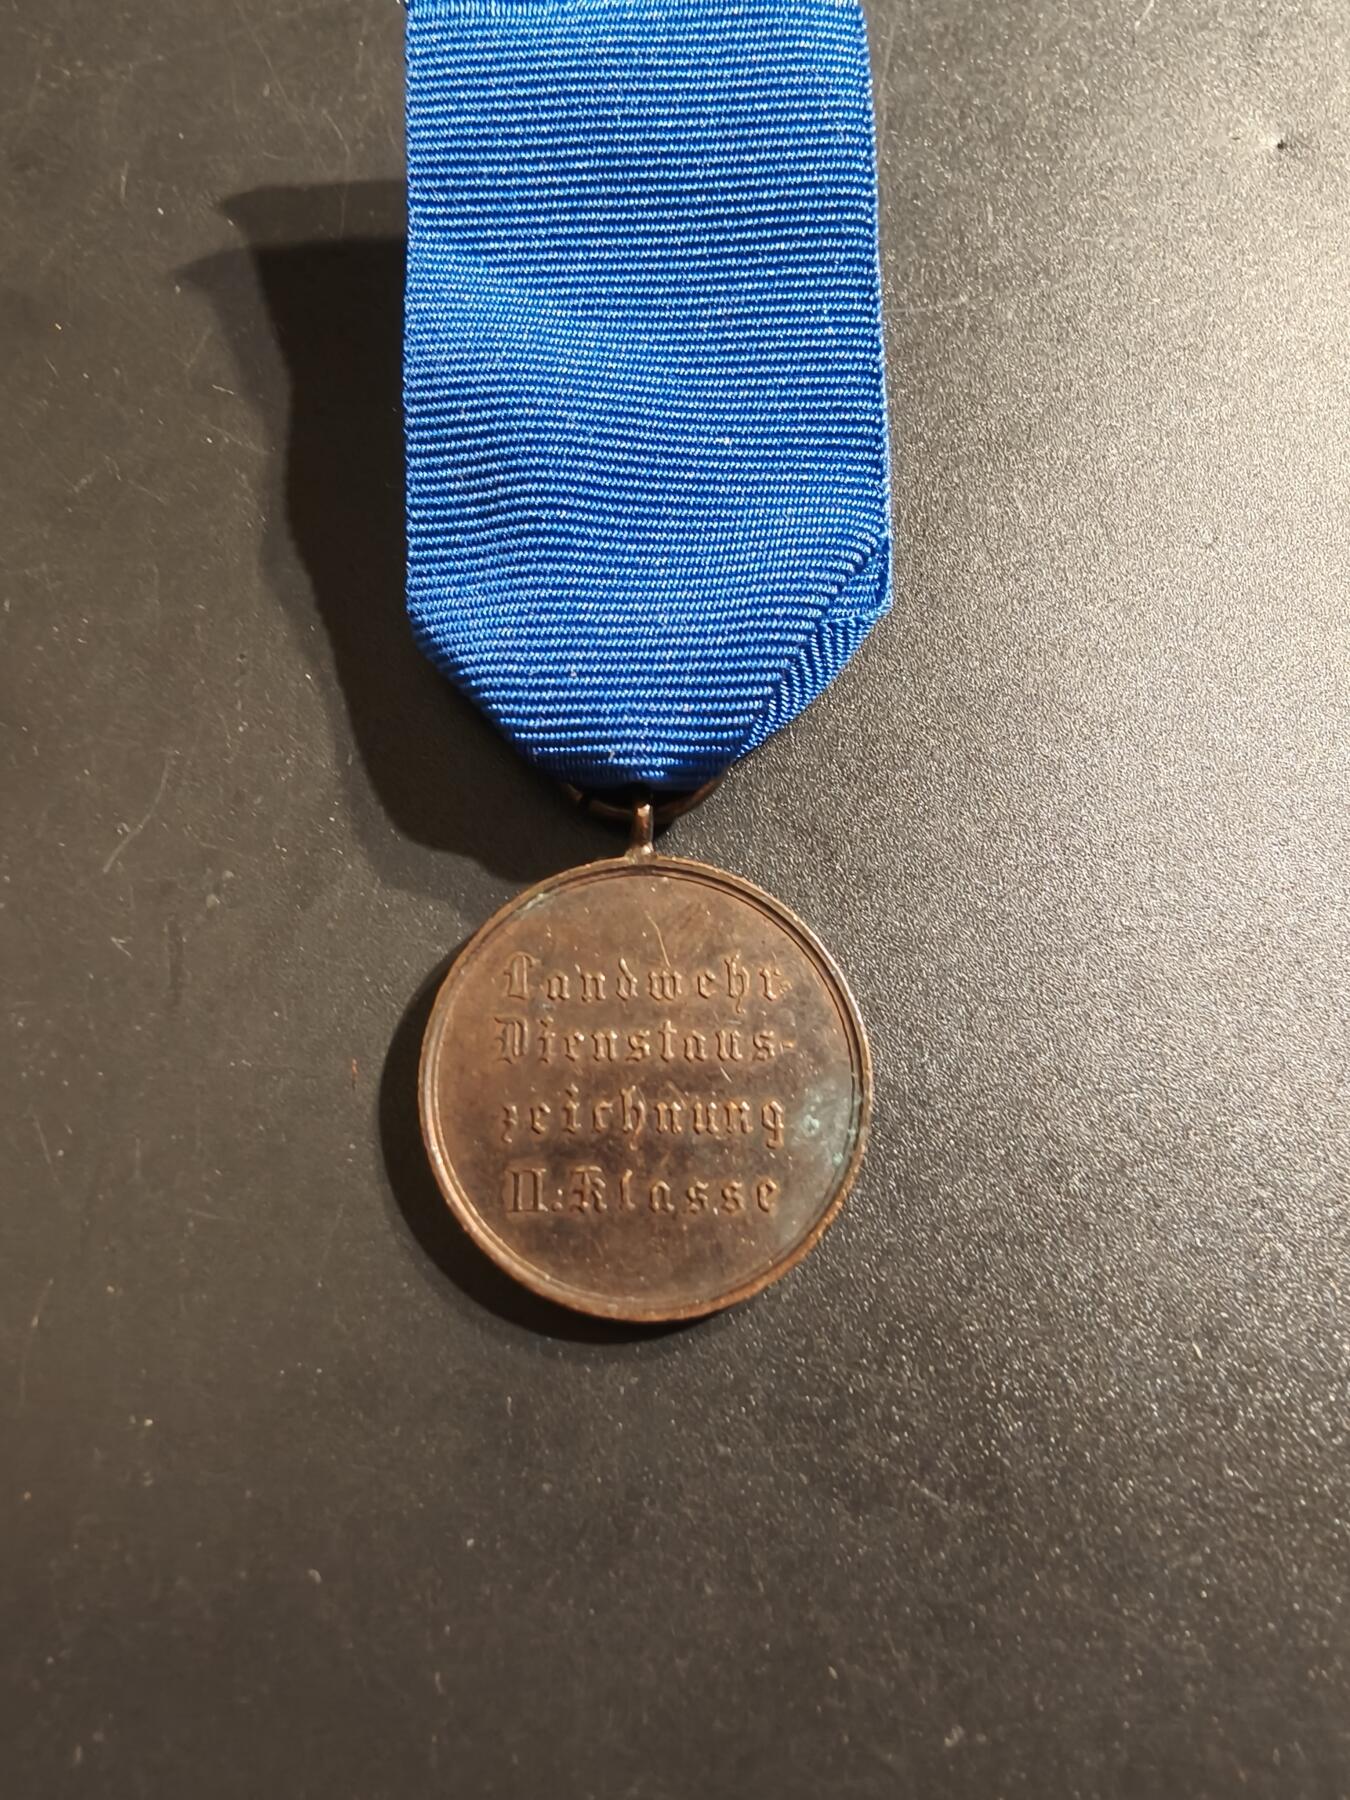 Landwehr-
Dienstaus-
zeichnung
II. Klasse